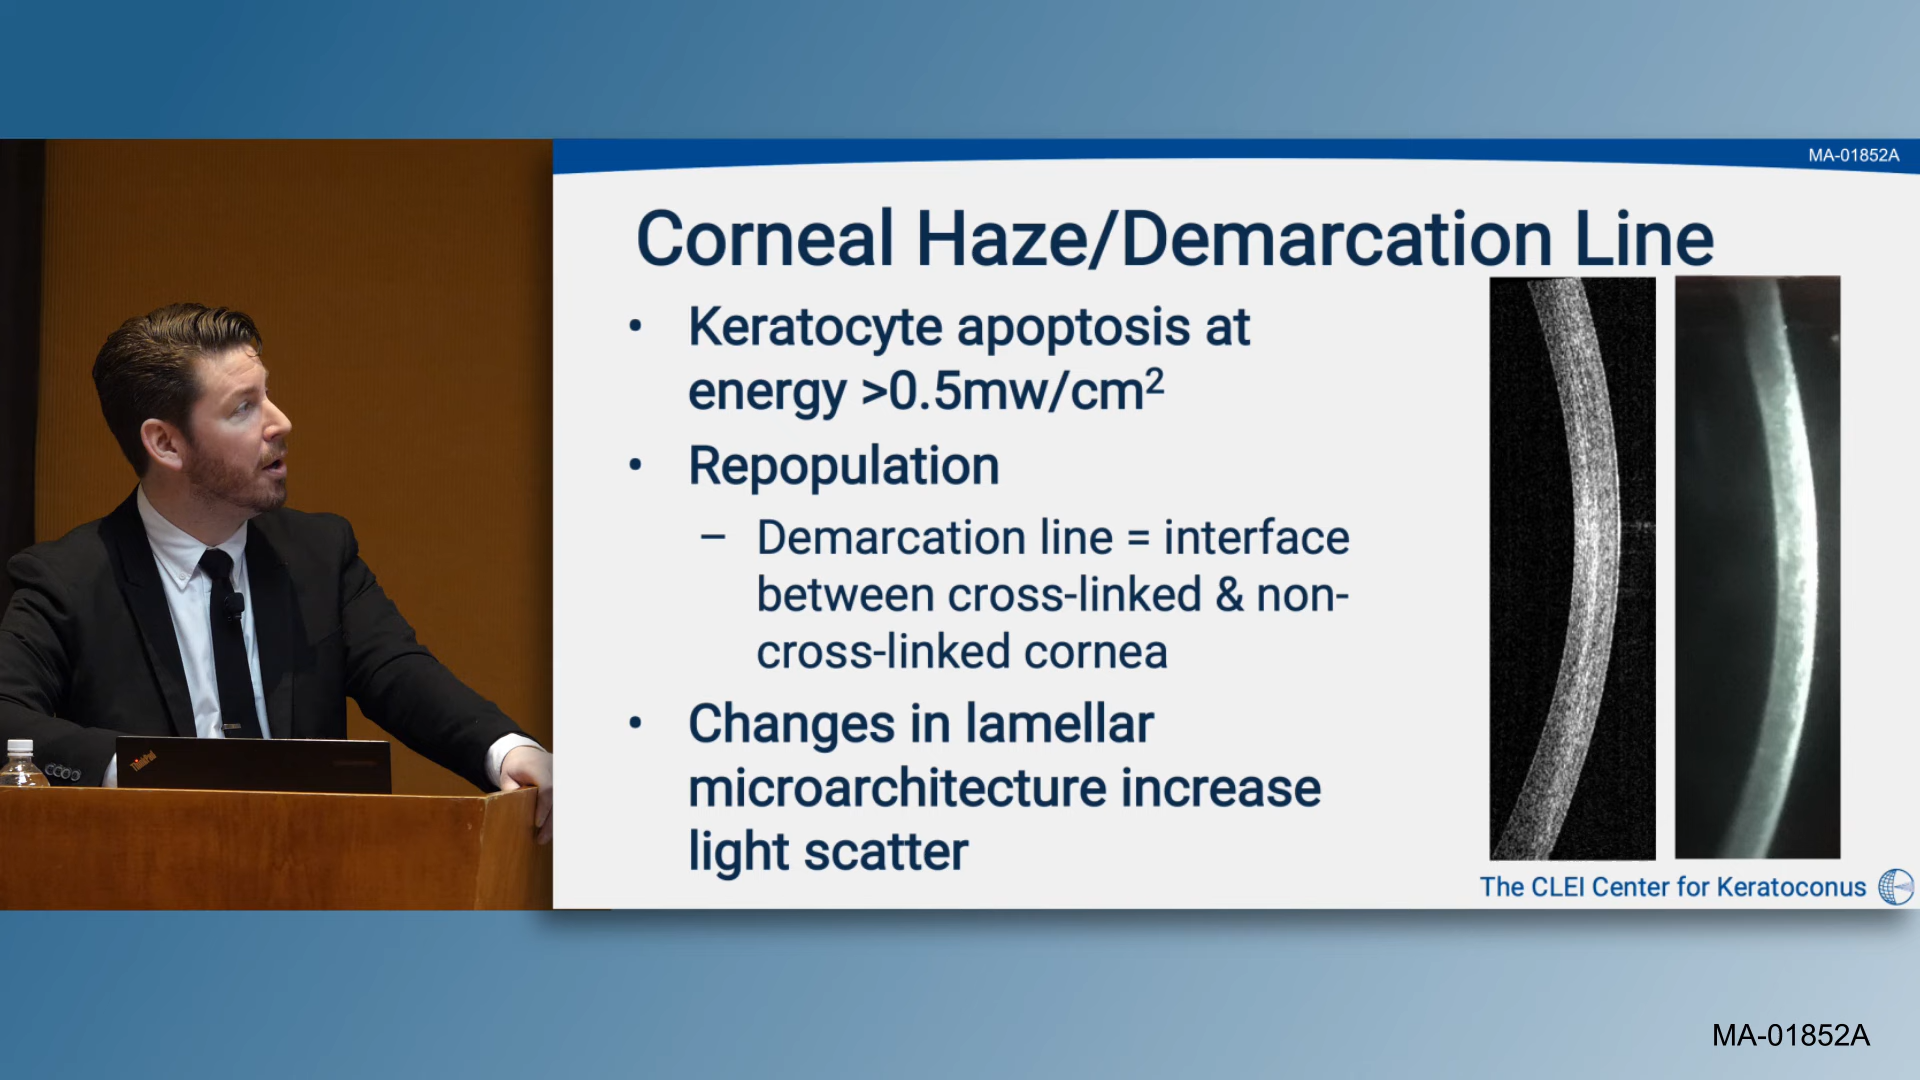 MA-01852A
Corneal Haze/Demarcation Line
• Keratocyte apoptosis at
energy >0.5mw/cm²
• Repopulation
– Demarcation line = interface
between cross-linked & non-
cross-linked cornea
• Changes in lamellar
microarchitecture increase
light scatter
The CLEI Center for Keratoconus
ThinkPad
MA-01852A